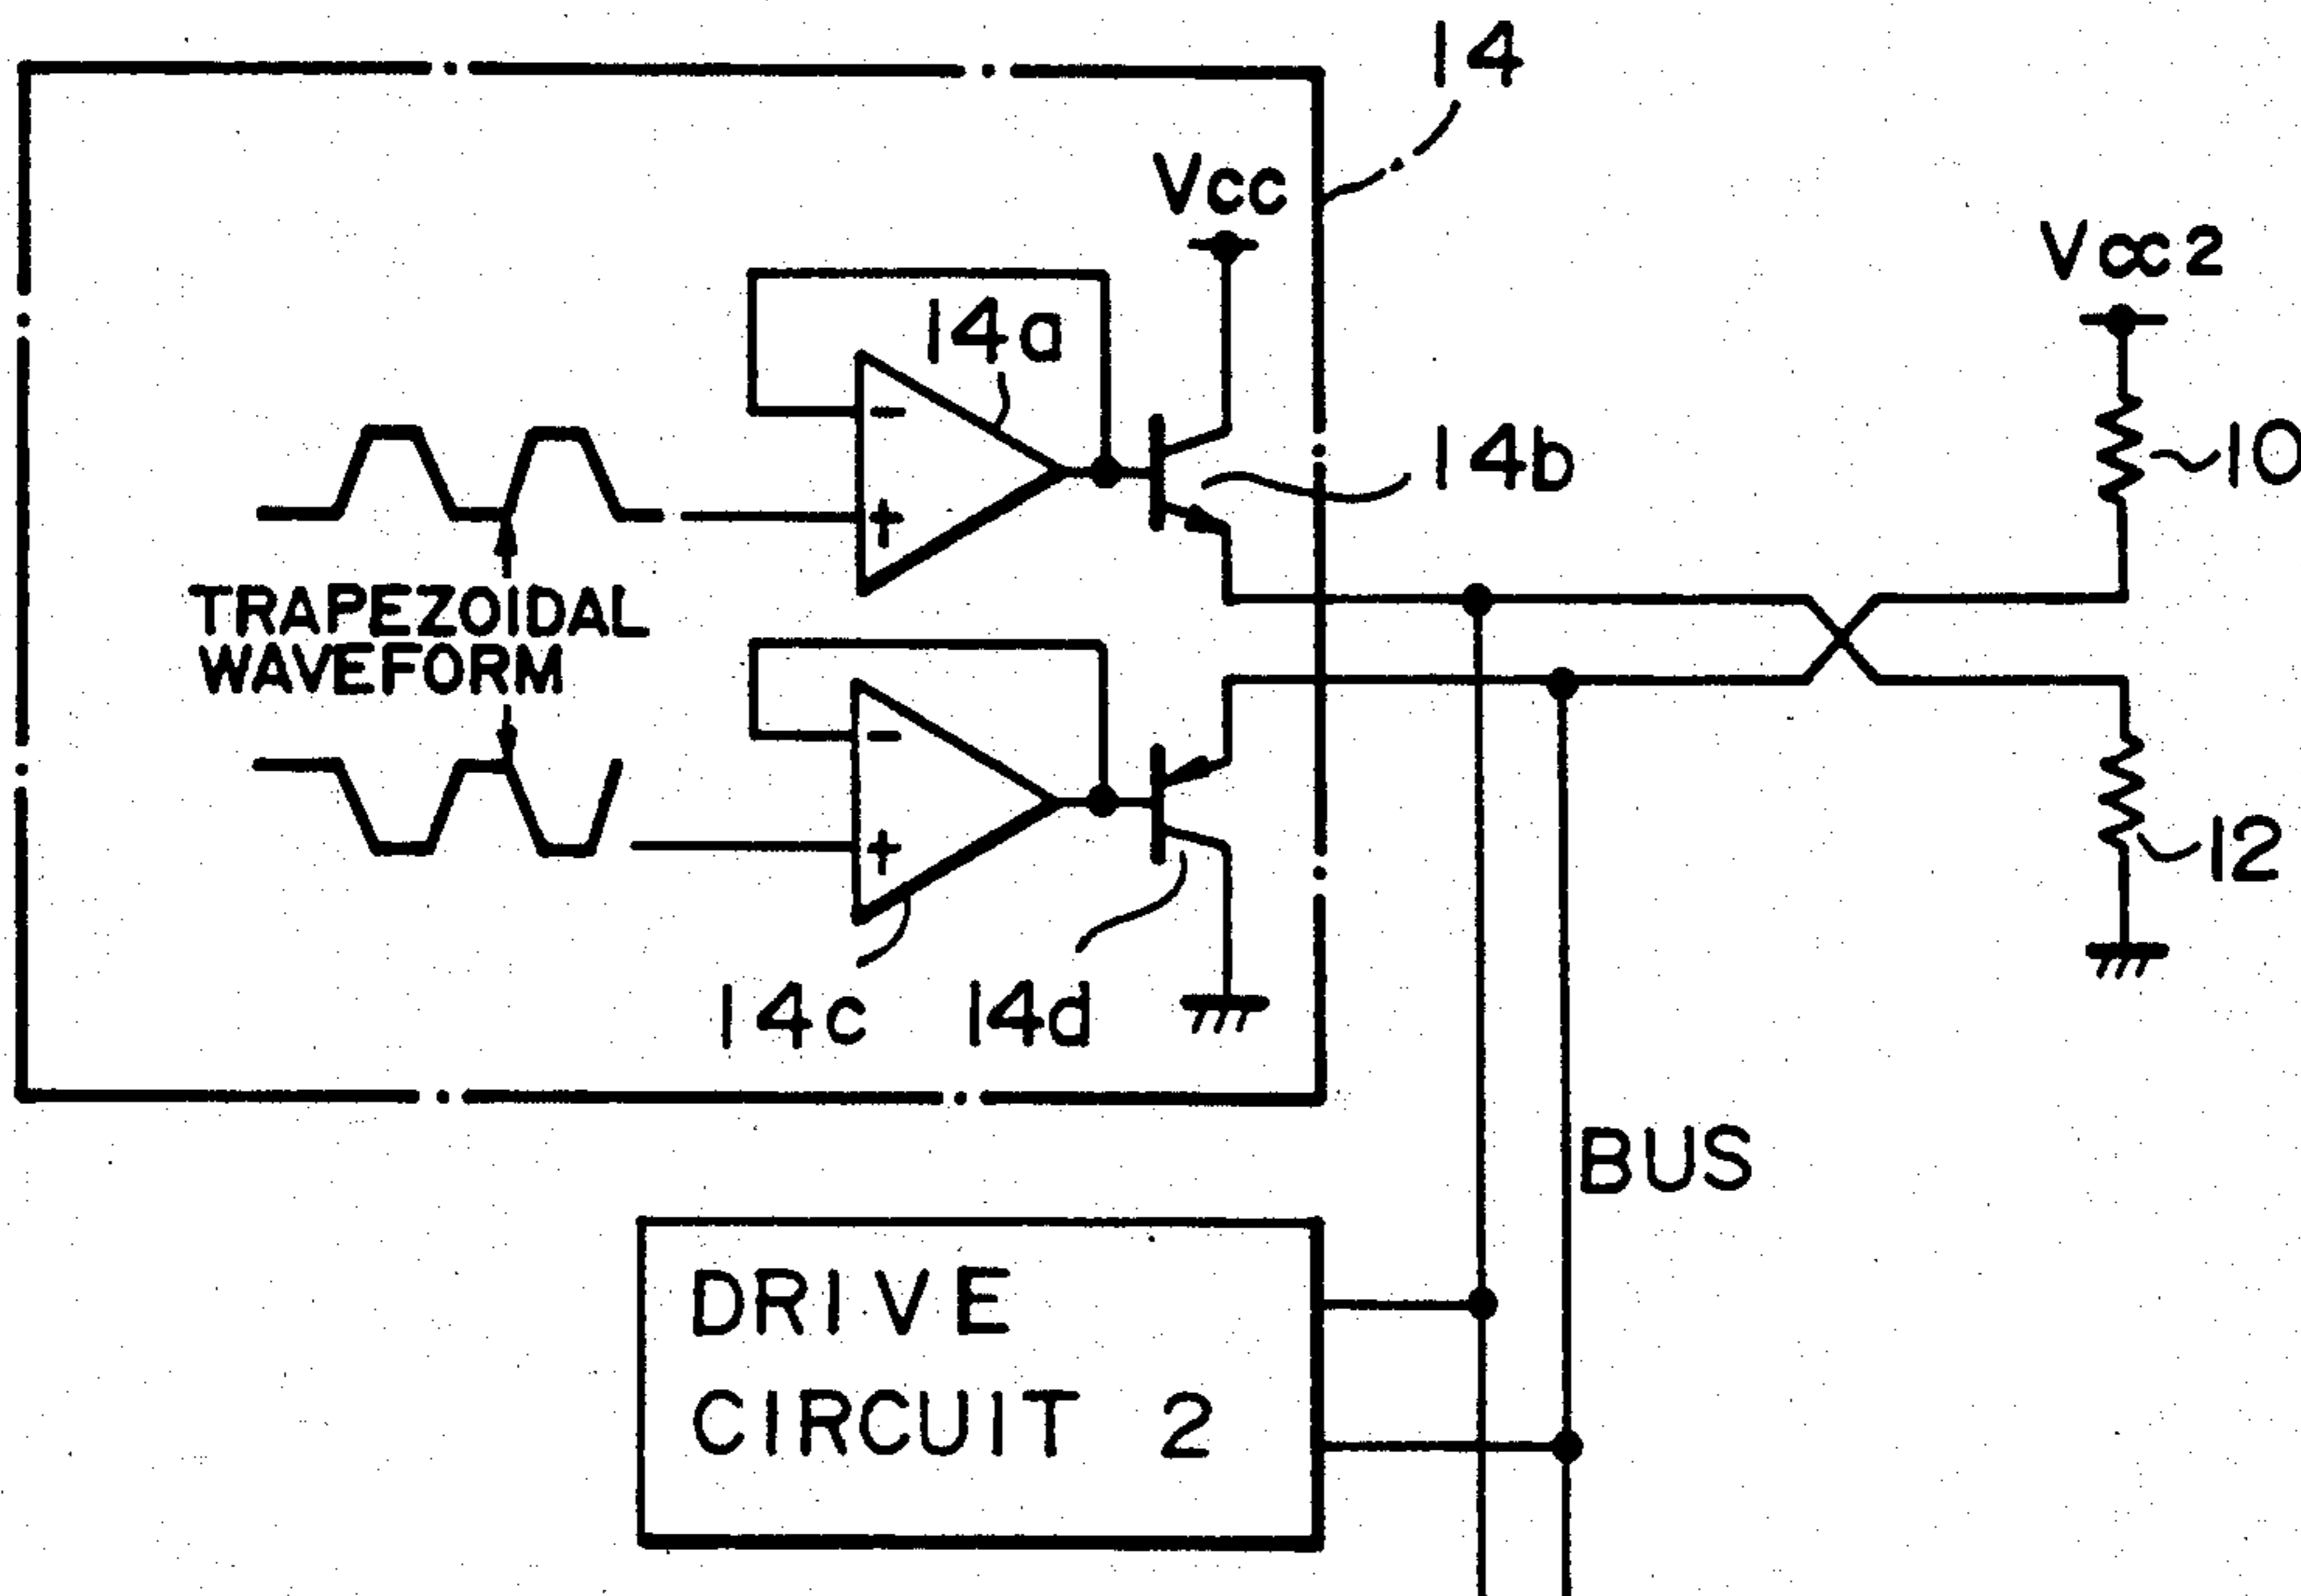 14
Vcc
Vcc2
14a
-
14b
10
+
TRAPEZOIDAL
WAVEFORM
-
+
12
14c
14d
BUS
DRIVE
CIRCUIT 2